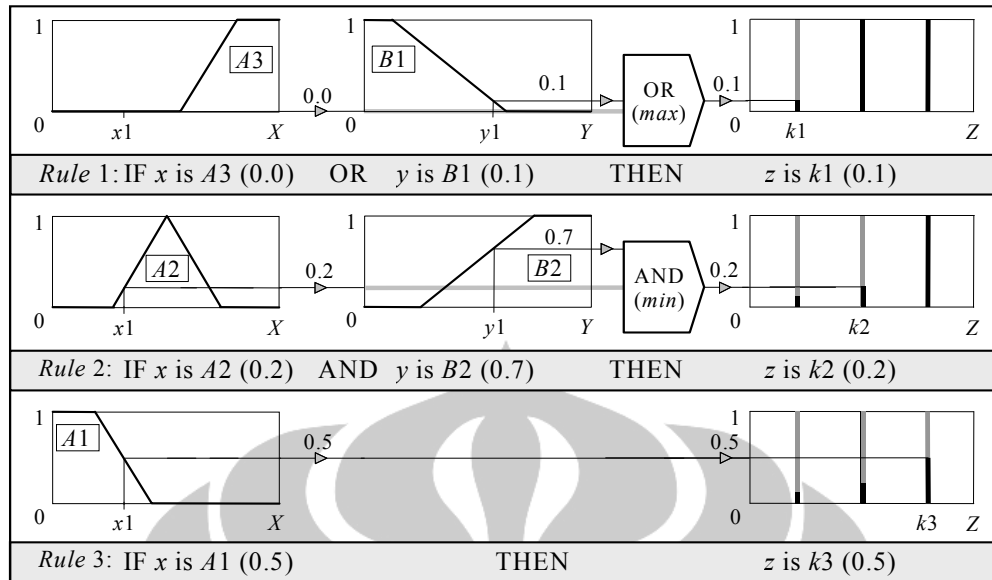 1 1 1
A3 B1 0.1 OR 0.1
0.0 (max)
0 x1 X 0 y1 Y 0 k1 Z
Rule 1: IF x is A3 (0.0) OR y is B1 (0.1) THEN z is k1 (0.1)
1 1 1
A2 0.2 0.7 B2 AND 0.2
(min)
0 x1 X 0 y1 Y 0 k2 Z
Rule 2: IF x is A2 (0.2) AND y is B2 (0.7) THEN z is k2 (0.2)
1 1
A1 0.5 0.5
0 x1 X 0 k3 Z
Rule 3: IF x is A1 (0.5) THEN z is k3 (0.5)